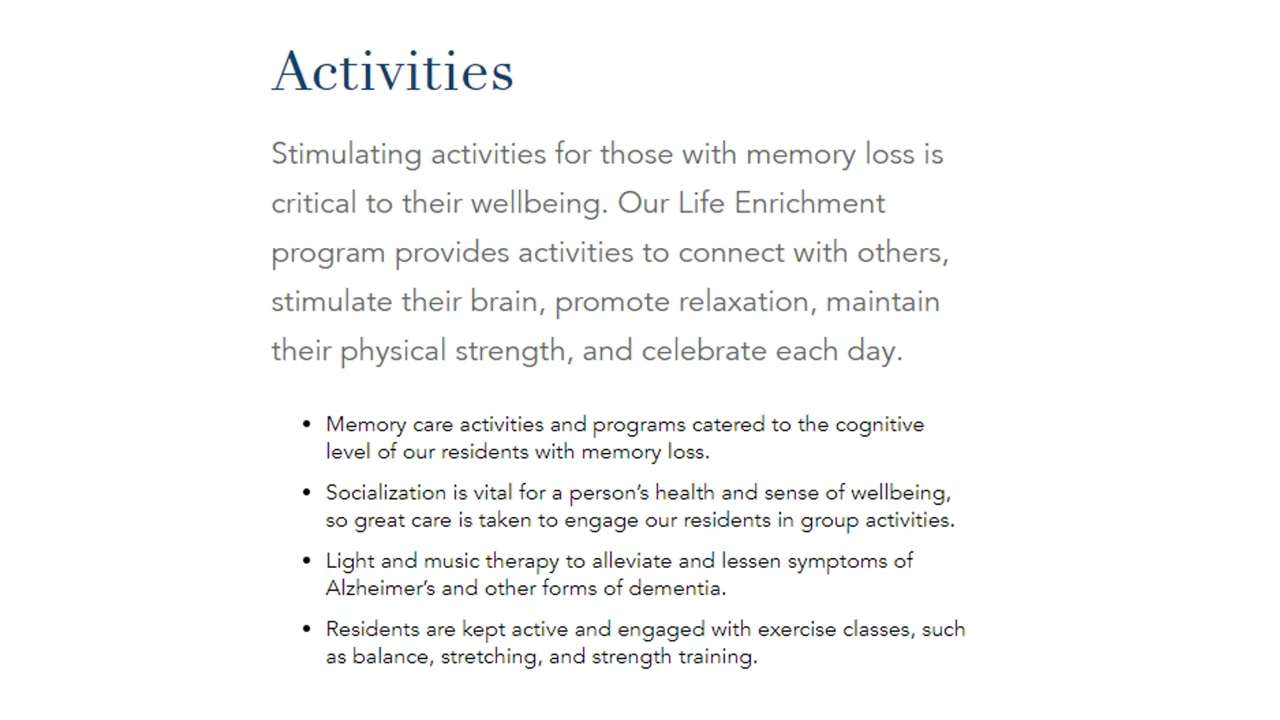 Activities
Stimulating activities for those with memory loss is
critical to their wellbeing. Our Life Enrichment
program provides activities to connect with others,
stimulate their brain, promote relaxation, maintain
their physical strength, and celebrate each day.
• Memory care activities and programs catered to the cognitive
level of our residents with memory loss.
• Socialization is vital for a person’s health and sense of wellbeing,
so great care is taken to engage our residents in group activities.
• Light and music therapy to alleviate and lessen symptoms of
Alzheimer’s and other forms of dementia.
• Residents are kept active and engaged with exercise classes, such
as balance, stretching, and strength training.